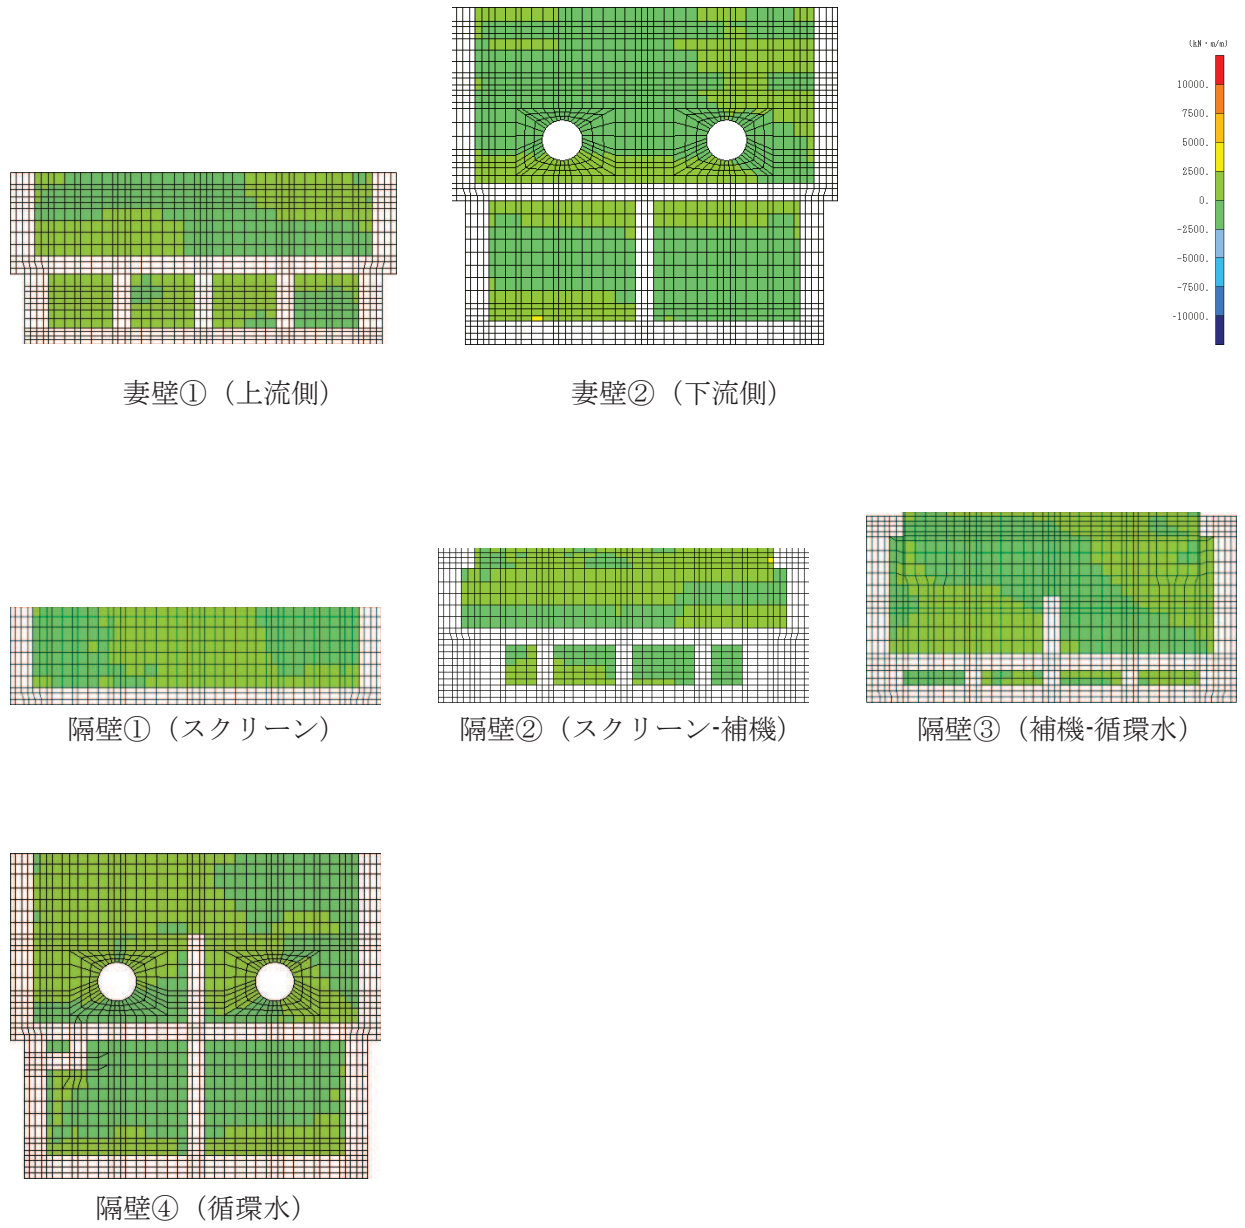 (kN・m/m)
10000.
7500.
5000.
2500.
0.
-2500.
-5000.
-7500.
-10000.
妻壁①（上流側）
妻壁②（下流側）
隔壁①（スクリーン）
隔壁②（スクリーン-補機）
隔壁③（補機-循環水）
隔壁④（循環水）